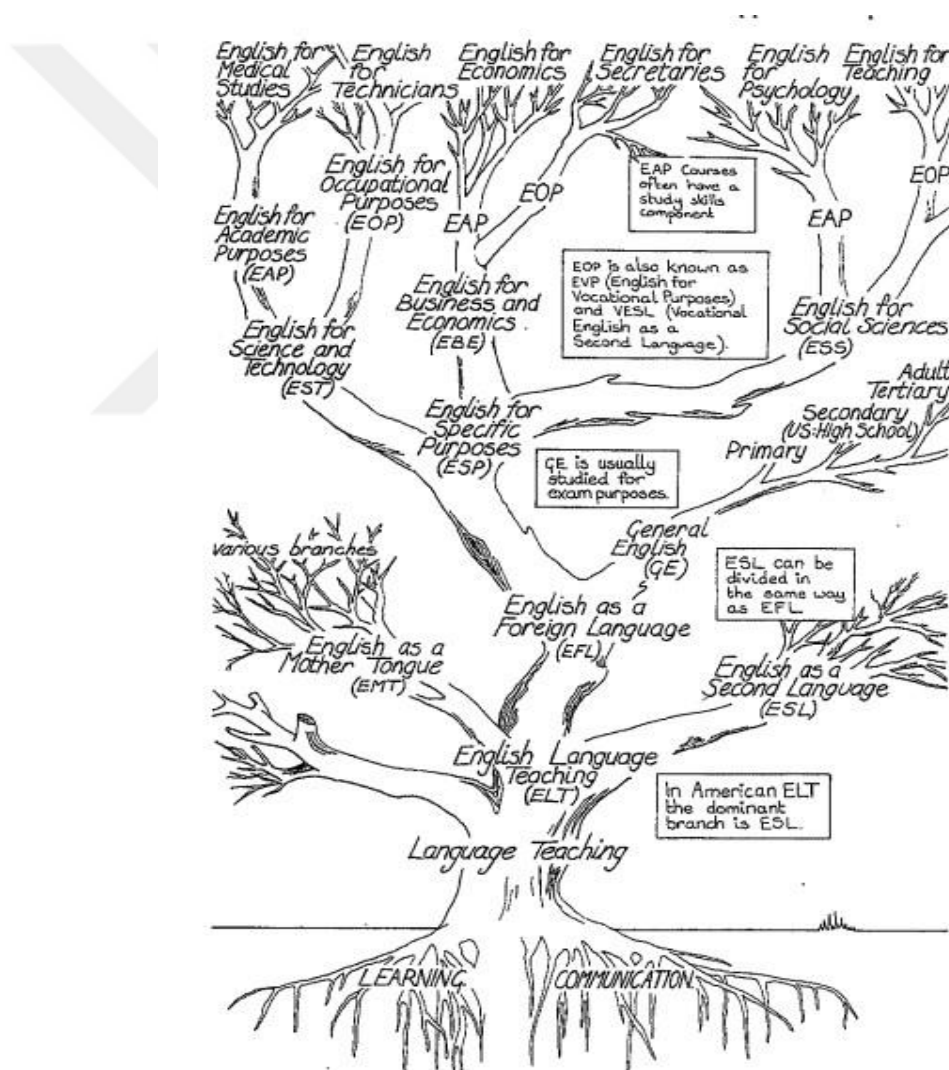 English for
Medical
Studies
English
for
Technicians
English for
Economics
English for
Secretaries
English
for
Psychology
English for
Teaching
English for
Occupational
Purposes
(EOP)
English for
Academic
Purposes
(EAP)
EAP
EOP
EAP Courses
often have a
study skills
component
EAP
EOP
English for
Business and
Economics
(EBE)
EOP is also known as
EVP (English for
Vocational Purposes)
and VESL (Vocational
English as a
Second Language).
English for
Social Sciences
(ESS)
English for
Science and
Technology
(EST)
English for
Specific
Purposes
(ESP)
Adult
Tertiary
Secondary
(US:High School)
Primary
GE is usually
studied for
exam purposes.
General
English
(GE)
various branches
ESL can be
divided in
the same way
as EFL
English as a
Foreign Language
(EFL)
English as a
Mother Tongue
(EMT)
English as a
Second Language
(ESL)
English Language
Teaching
(ELT)
In American ELT
the dominant
branch is ESL.
Language Teaching
LEARNING
COMMUNICATION